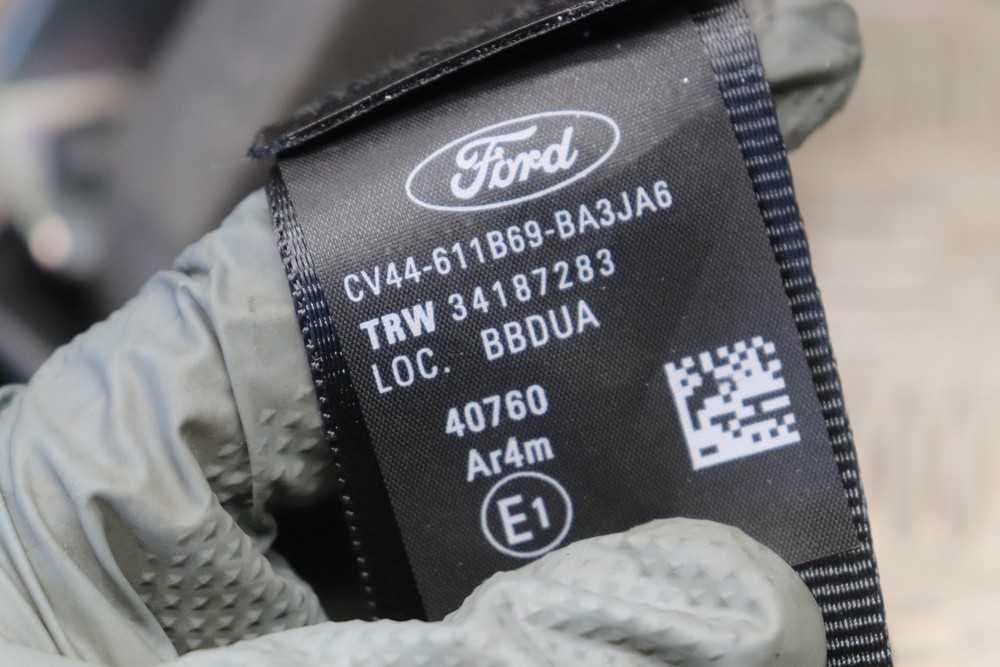 Ford
CV44-611B69-BA3JA6
TRW 34187283
LOC. BBDUA
40760
Ar4m
E1